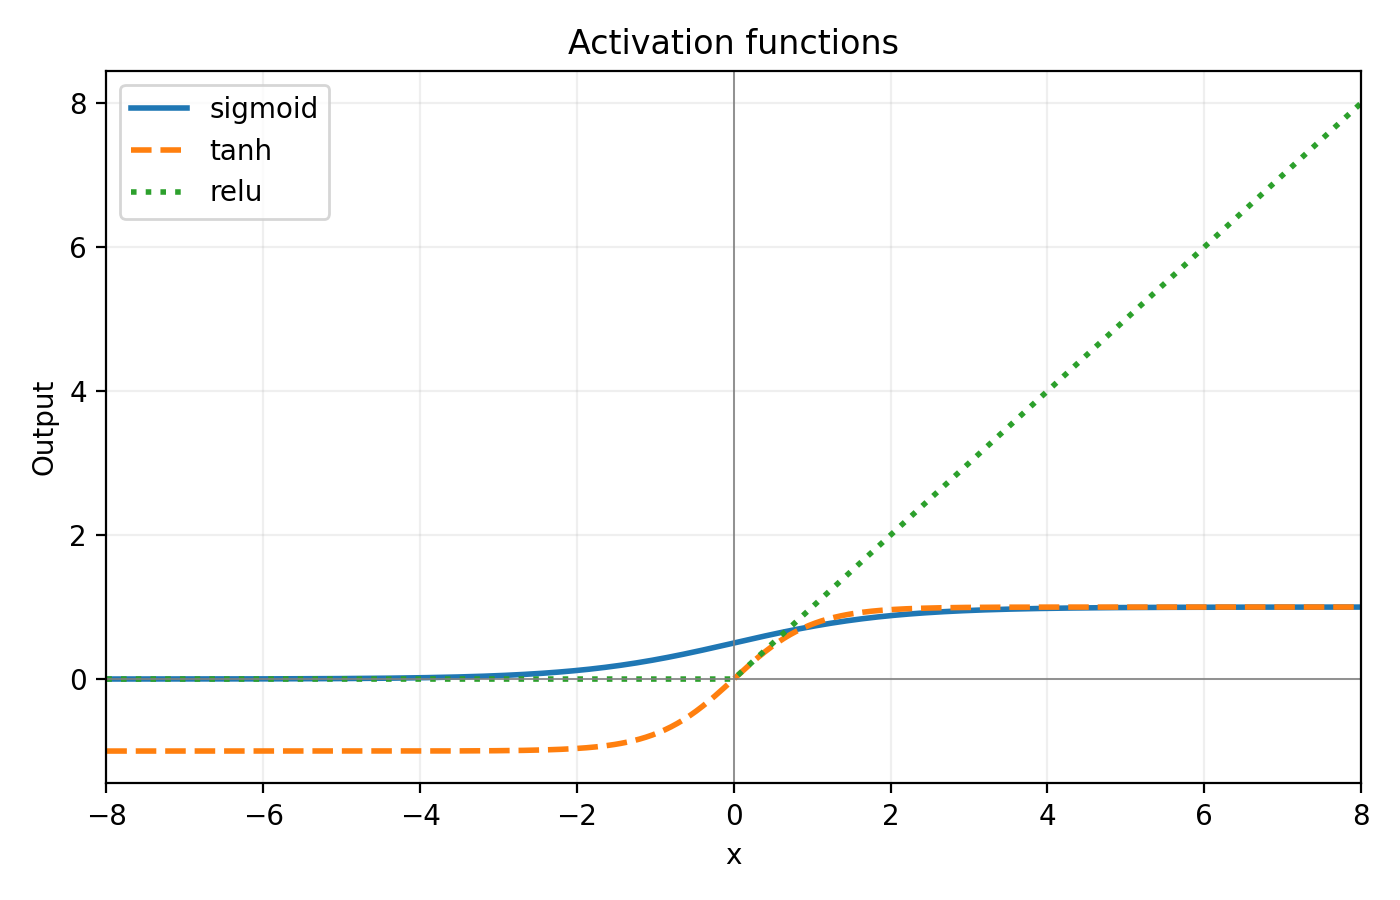 Activation functions
sigmoid
tanh
relu
Output
8
6
4
2
0
−8 −6 −4 −2 0 2 4 6 8
x